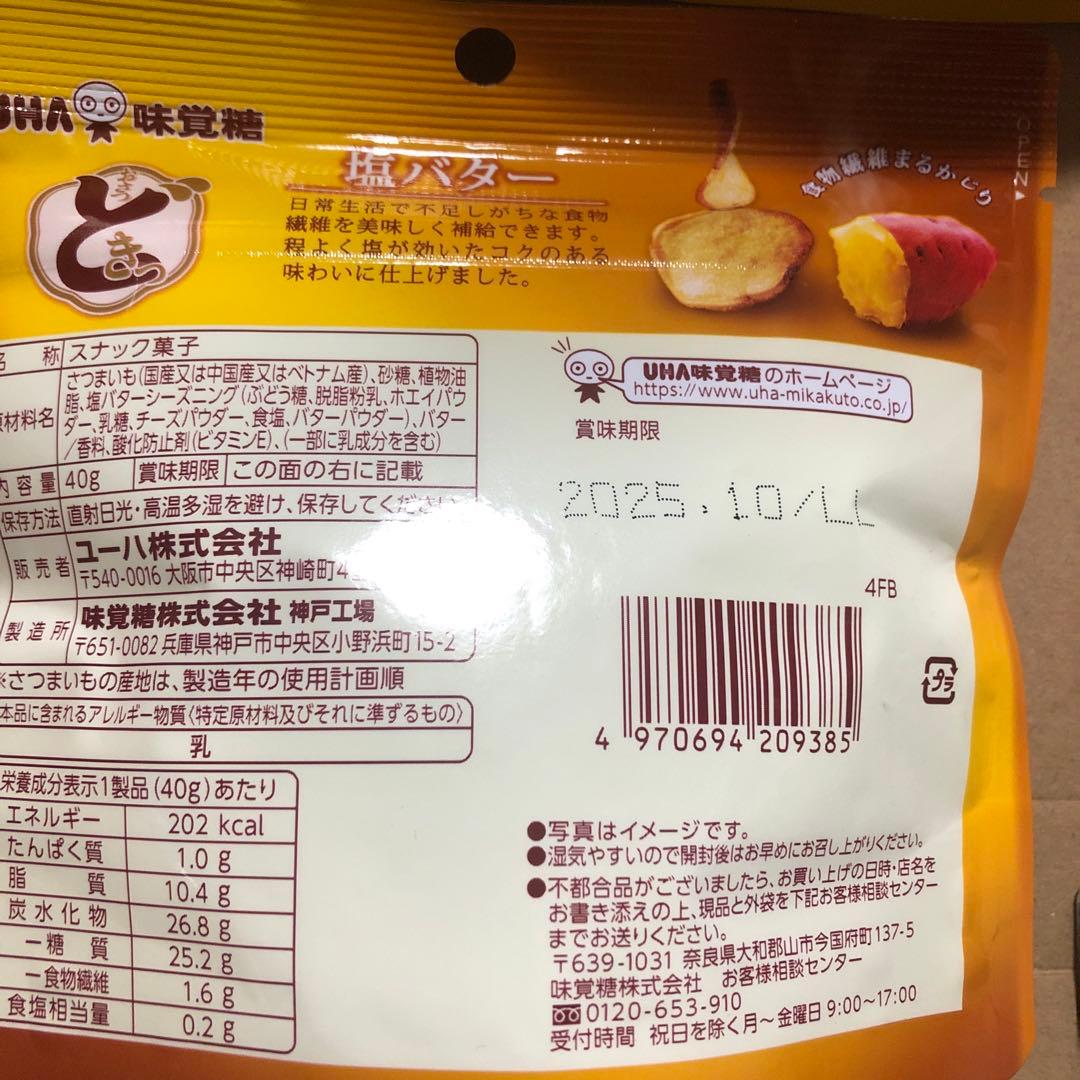 UHA味覚糖
おさつ
どきっ
塩バター
日常生活で不足しがちな食物
繊維を美味しく補給できます。
程よく塩が効いたコクのある
味わいに仕上げました。
食物繊維まるかじり
OPEN
名 称 スナック菓子
原材料名 さつまいも(国産又は中国産又はベトナム産)、砂糖、植物油
脂、塩バターシーズニング(ぶどう糖、脱脂粉乳、ホエイパウ
ダー、乳糖、チーズパウダー、食塩、バターパウダー)、バター
/香料、酸化防止剤(ビタミンE)、(一部に乳成分を含む)
内容量 40g 賞味期限 この面の右に記載
保存方法 直射日光・高温多湿を避け、保存してください
販売者 ユーハ株式会社
〒540-0016 大阪市中央区神崎町4
製造所 味覚糖株式会社 神戸工場
〒651-0082 兵庫県神戸市中央区小野浜町15-2
※さつまいもの産地は、製造年の使用計画順
本品に含まれるアレルギー物質〈特定原材料及びそれに準ずるもの〉
乳
栄養成分表示1製品(40g)あたり
エネルギー 202 kcal
たんぱく質 1.0 g
脂質 10.4 g
炭水化物 26.8 g
ー糖質 25.2 g
ー食物繊維 1.6 g
食塩相当量 0.2 g
UHA味覚糖のホームページ
https://www.uha-mikakuto.co.jp/
賞味期限
2025.10/LL
4FB
4 970694 209385
プラ
●写真はイメージです。
●湿気やすいので開封後はお早めにお召し上がりください。
●不都合品がございましたら、お買い上げの日時・店名を
お書き添えの上、現品と外袋を下記お客様相談センター
までお送りください。
〒639-1031 奈良県大和郡山市今国府町137-5
味覚糖株式会社 お客様相談センター
0120-653-910
受付時間 祝日を除く月〜金曜日 9:00〜17:00